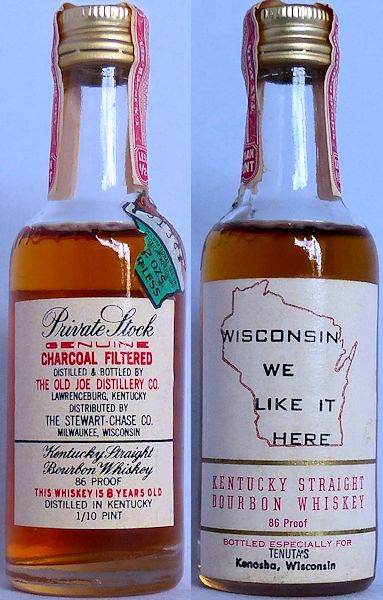 Private Stock
GENUINE
CHARCOAL FILTERED
DISTILLED & BOTTLED BY
THE OLD JOE DISTILLERY CO.
LAWRENCEBURG, KENTUCKY
DISTRIBUTED BY
THE STEWART-CHASE CO.
MILWAUKEE, WISCONSIN
Kentucky Straight
Bourbon Whiskey
86 PROOF
THIS WHISKEY IS 8 YEARS OLD
DISTILLED IN KENTUCKY
1/10 PINT
2 OZS.
WISCONSIN
WE
LIKE IT
HERE
KENTUCKY STRAIGHT
BOURBON WHISKEY
86 Proof
BOTTLED ESPECIALLY FOR
TENUTA'S
Kenosha, Wisconsin